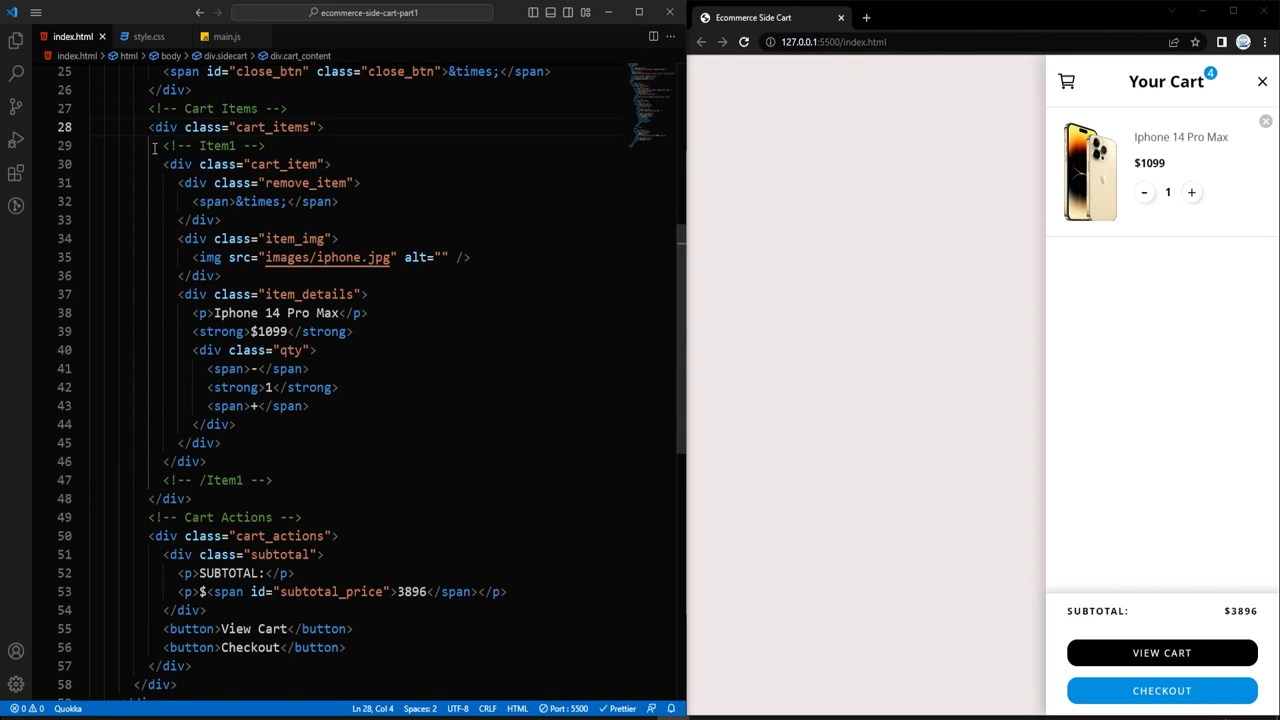 ecommerce-side-cart-part1
index.html
style.css
main.js
index.html > html > body > div.sidecart > div.cart_content
25 <span id="close_btn" class="close_btn">&times;</span>
26 </div>
27 <!-- Cart Items -->
28 <div class="cart_items">
29 <!-- Item1 -->
30 <div class="cart_item">
31 <div class="remove_item">
32 <span>&times;</span>
33 </div>
34 <div class="item_img">
35 <img src="images/iphone.jpg" alt="" />
36 </div>
37 <div class="item_details">
38 <p>Iphone 14 Pro Max</p>
39 <strong>$1099</strong>
40 <div class="qty">
41 <span>-</span>
42 <strong>1</strong>
43 <span>+</span>
44 </div>
45 </div>
46 </div>
47 <!-- /Item1 -->
48 </div>
49 <!-- Cart Actions -->
50 <div class="cart_actions">
51 <div class="subtotal">
52 <p>SUBTOTAL:</p>
53 <p>$<span id="subtotal_price">3896</span></p>
54 </div>
55 <button>View Cart</button>
56 <button>Checkout</button>
57 </div>
58 </div>
0 0 Quokka Ln 28, Col 4 Spaces: 2 UTF-8 CRLF HTML Port : 5500 Prettier
Ecommerce Side Cart
127.0.0.1:5500/index.html
Your Cart 4
Iphone 14 Pro Max
$1099
- 1 +
SUBTOTAL: $3896
VIEW CART
CHECKOUT